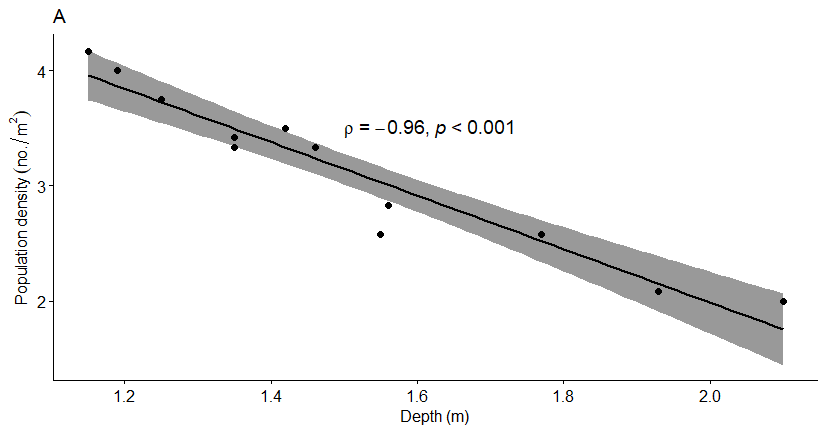 A
ρ = −0.96, p < 0.001
Population density (no./m²)
4
3
2
1.2 1.4 1.6 1.8 2.0
Depth (m)